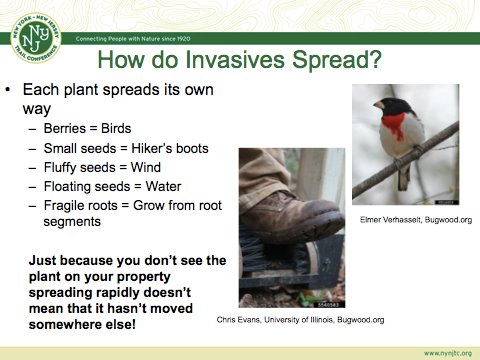 NEW YORK - NEW JERSEY
NY NJ
TRAIL CONFERENCE
Connecting People with Nature since 1920
How do Invasives Spread?
• Each plant spreads its own
way
– Berries = Birds
– Small seeds = Hiker's boots
– Fluffy seeds = Wind
– Floating seeds = Water
– Fragile roots = Grow from root
segments
Just because you don't see the
plant on your property
spreading rapidly doesn't
mean that it hasn't moved
somewhere else!
Elmer Verhasselt, Bugwood.org
Chris Evans, University of Illinois, Bugwood.org
www.nynjtc.org